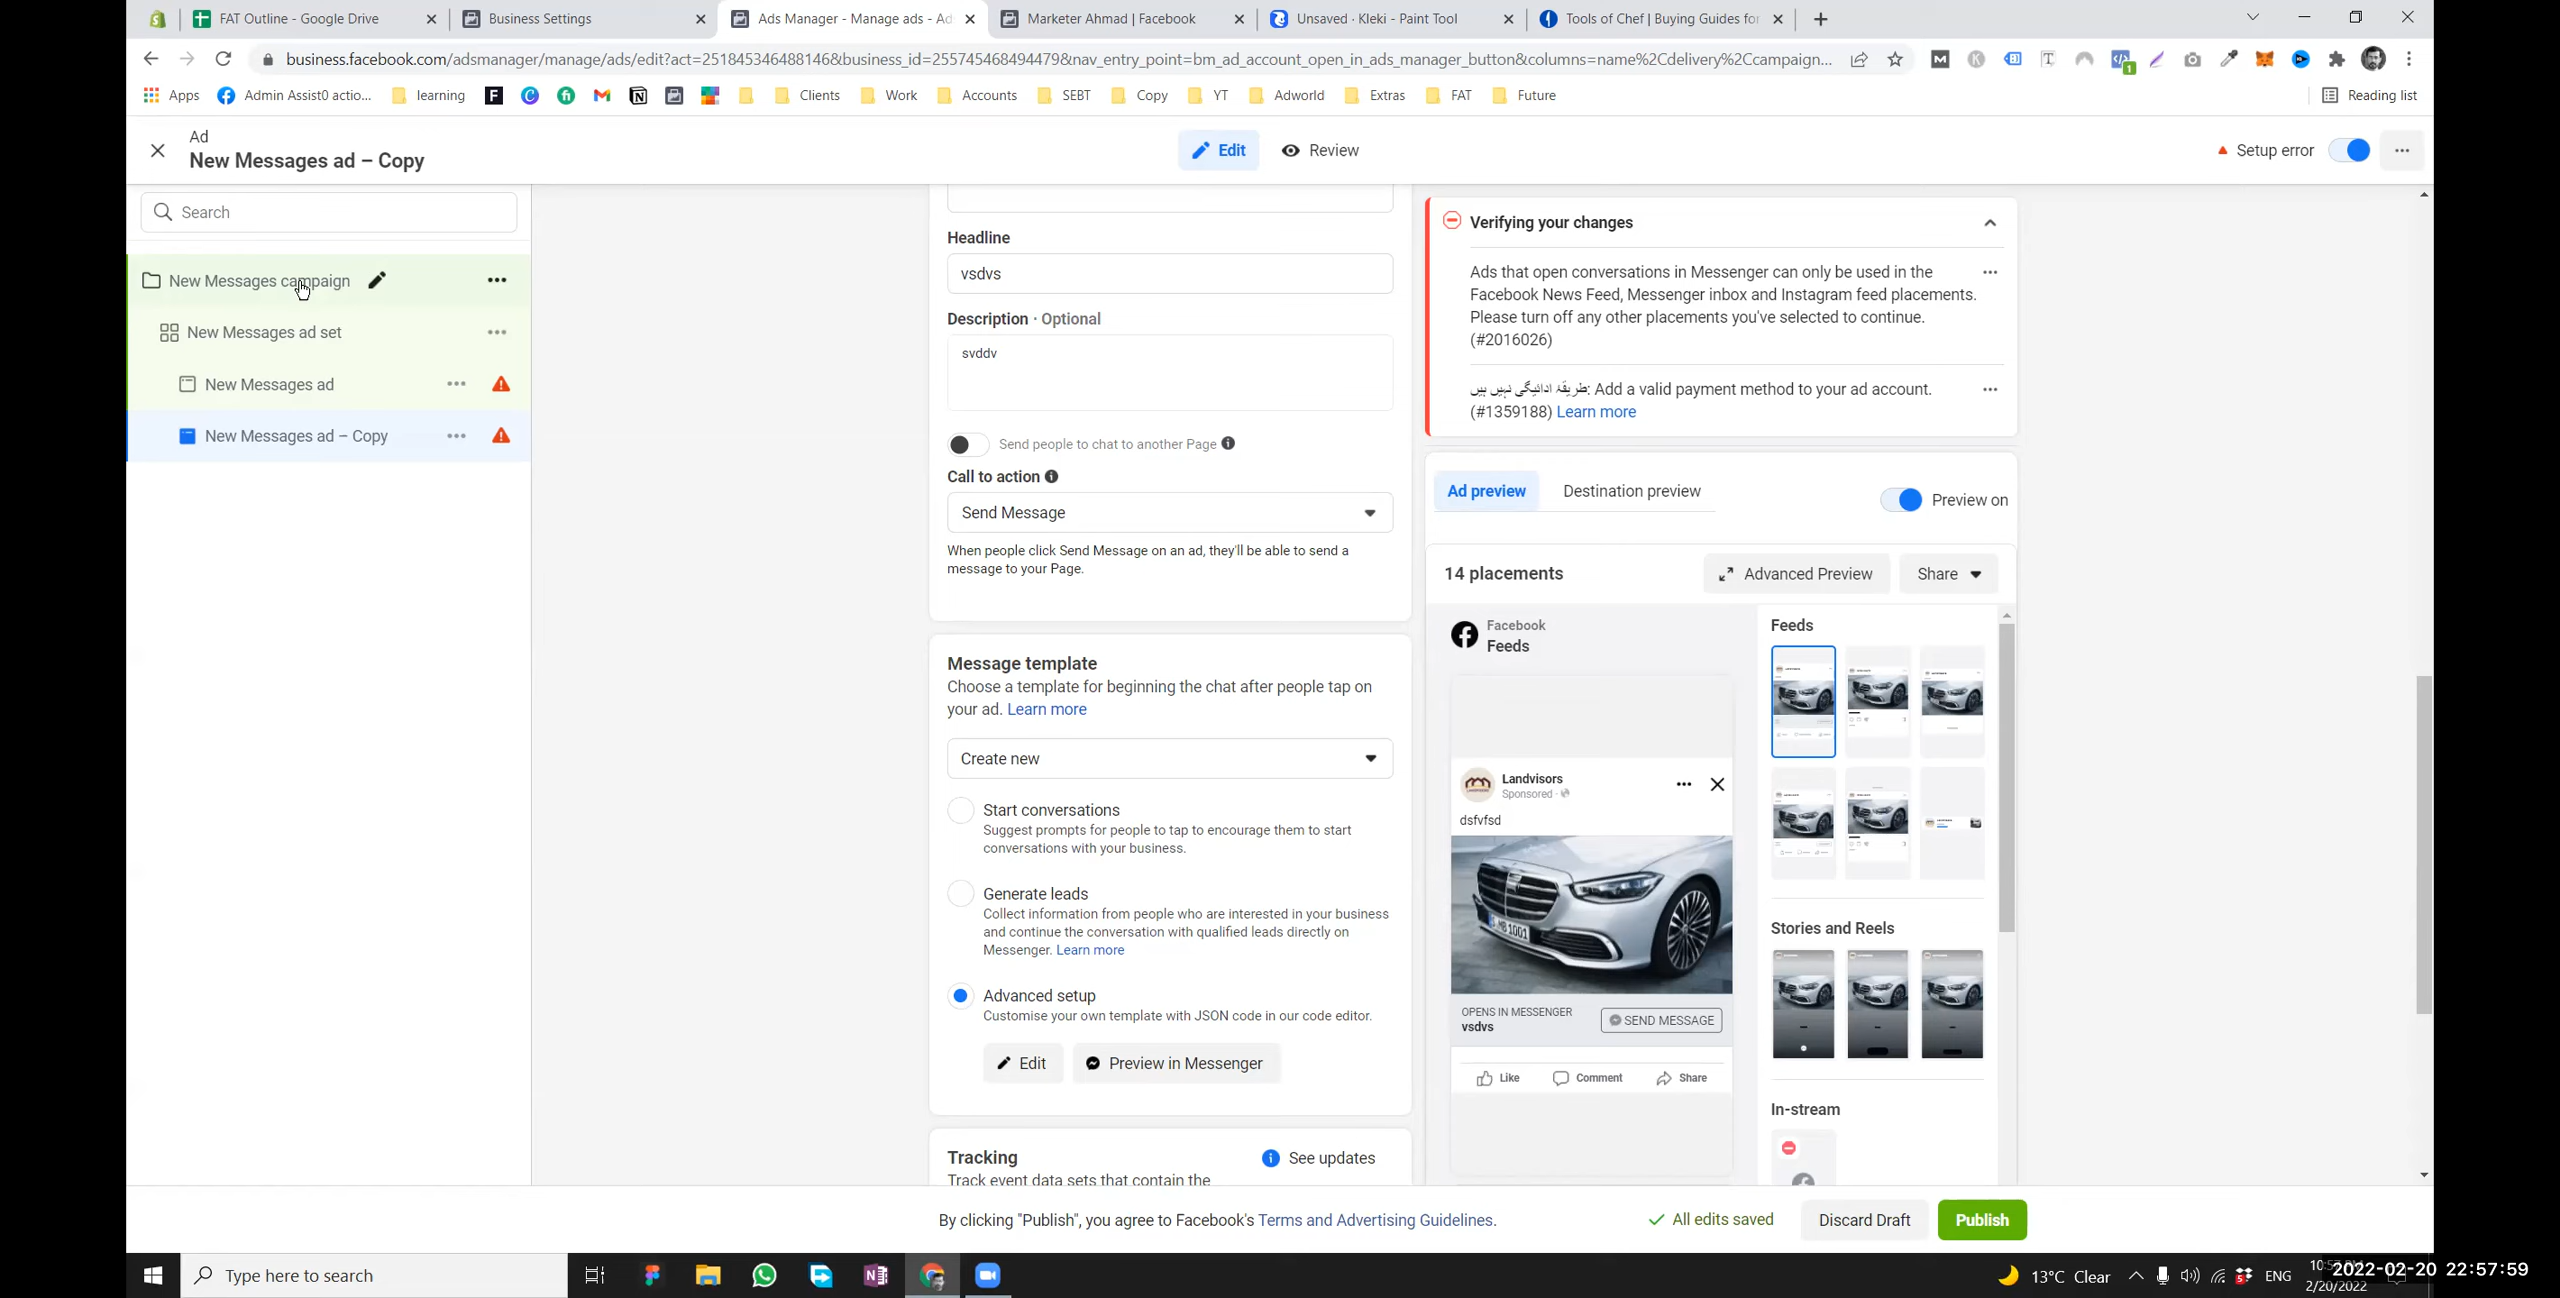 FAT Outline - Google Drive
Business Settings
Ads Manager - Manage ads - Ad
Marketer Ahmad | Facebook
Unsaved · Kleki - Paint Tool
Tools of Chef | Buying Guides for
business.facebook.com/adsmanager/manage/ads/edit?act=251845346488146&business_id=255745468494479&nav_entry_point=bm_ad_account_open_in_ads_manager_button&columns=name%2Cdelivery%2Ccampaign...
Apps
Admin Assist0 actio...
learning
Clients
Work
Accounts
SEBT
Copy
YT
Adworld
Extras
FAT
Future
Reading list
Ad
New Messages ad – Copy
Edit
Review
Setup error
Search
New Messages campaign
New Messages ad set
New Messages ad
New Messages ad – Copy
Headline
vsdvs
Description · Optional
svddv
Send people to chat to another Page
Call to action
Send Message
When people click Send Message on an ad, they'll be able to send a
message to your Page.
Message template
Choose a template for beginning the chat after people tap on
your ad. Learn more
Create new
Start conversations
Suggest prompts for people to tap to encourage them to start
conversations with your business.
Generate leads
Collect information from people who are interested in your business
and continue the conversation with qualified leads directly on
Messenger. Learn more
Advanced setup
Customise your own template with JSON code in our code editor.
Edit
Preview in Messenger
Tracking
See updates
Track event data sets that contain the
Verifying your changes
Ads that open conversations in Messenger can only be used in the
Facebook News Feed, Messenger inbox and Instagram feed placements.
Please turn off any other placements you've selected to continue.
(#2016026)
طریقۂ ادائیگی نہیں ہیں: Add a valid payment method to your ad account.
(#1359188) Learn more
Ad preview
Destination preview
Preview on
14 placements
Advanced Preview
Share
Facebook
Feeds
Landvisors
Sponsored ·
dsfvfsd
OPENS IN MESSENGER
vsdvs
SEND MESSAGE
Like
Comment
Share
Feeds
Stories and Reels
In-stream
By clicking "Publish", you agree to Facebook's Terms and Advertising Guidelines.
All edits saved
Discard Draft
Publish
Type here to search
13°C Clear
ENG
2/20/2022
2022-02-20 22:57:59